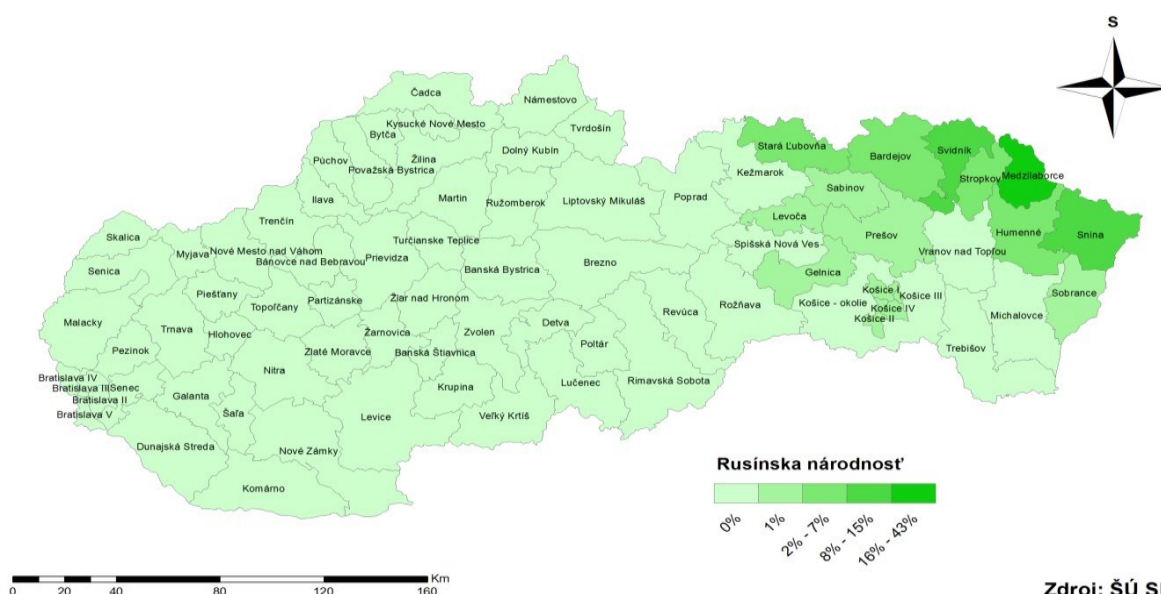 S
Čadca
Námestovo
Kysucké Nové Mesto
Tvrdošín
Bytča
Dolný Kubín
Stará Ľubovňa
Svidník
Bardejov
Púchov
Žilina
Považská Bystrica
Kežmarok
Stropkov
Medzilaborce
Sabinov
Ilava
Martin
Ružomberok
Liptovský Mikuláš
Poprad
Levoča
Trenčín
Prešov
Humenné
Snina
Skalica
Turčianske Teplice
Spišská Nová Ves
Myjava
Nové Mesto nad Váhom
Vranov nad Topľou
Bánovce nad Bebravou
Prievidza
Banská Bystrica
Brezno
Senica
Gelnica
Piešťany
Partizánske
Žiar nad Hronom
Košice I
Sobrance
Topoľčany
Rožňava
Košice - okolie
Košice III
Košice IV
Košice II
Malacky
Trnava
Hlohovec
Žarnovica
Zvolen
Detva
Revúca
Michalovce
Poltár
Pezinok
Zlaté Moravce
Banská Štiavnica
Trebišov
Nitra
Bratislava IV
Bratislava III
Senec
Bratislava II
Bratislava V
Galanta
Krupina
Lučenec
Rimavská Sobota
Šaľa
Levice
Veľký Krtíš
Dunajská Streda
Nové Zámky
Komárno
Rusínska národnosť
0%
1%
2% - 7%
8% - 15%
16% - 43%
Km
0 20 40 80 120 160
Zdroj: ŠÚ S